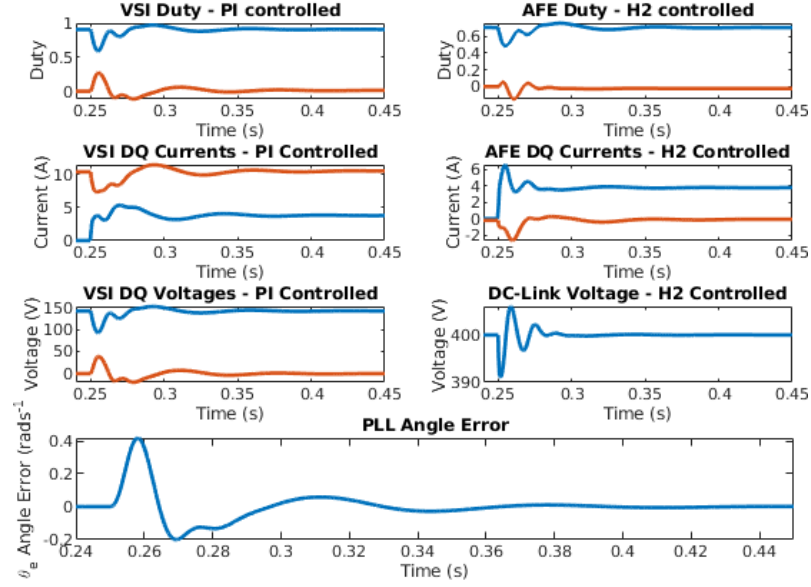 VSI Duty - PI controlled
Duty
1
0.5
0
0.25 0.3 0.35 0.4 0.45
Time (s)
AFE Duty - H2 controlled
Duty
0.6
0.4
0.2
0
0.25 0.3 0.35 0.4 0.45
Time (s)
VSI DQ Currents - PI Controlled
Current (A)
10
5
0
0.25 0.3 0.35 0.4 0.45
Time (s)
AFE DQ Currents - H2 Controlled
Current (A)
6
4
2
0
-2
0.25 0.3 0.35 0.4 0.45
Time (s)
VSI DQ Voltages - PI Controlled
Voltage (V)
150
100
50
0
0.25 0.3 0.35 0.4 0.45
Time (s)
DC-Link Voltage - H2 Controlled
Voltage (V)
400
390
0.25 0.3 0.35 0.4 0.45
Time (s)
PLL Angle Error
θe Angle Error (rads⁻¹
0.4
0.2
0
-0.2
0.24 0.26 0.28 0.3 0.32 0.34 0.36 0.38 0.4 0.42 0.44
Time (s)